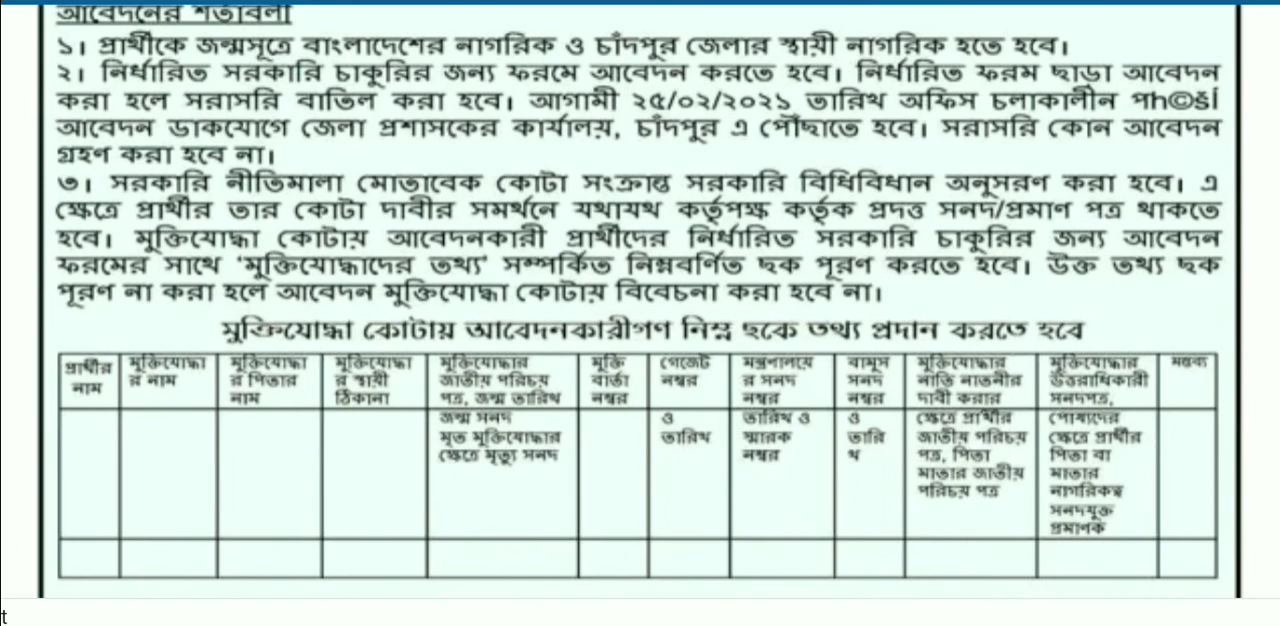 আবেদনের শর্তাবলী
১। প্রার্থীকে জন্মসূত্রে বাংলাদেশের নাগরিক ও চাঁদপুর জেলার স্থায়ী নাগরিক হতে হবে।
২। নির্ধারিত সরকারি চাকুরির জন্য ফরমে আবেদন করতে হবে। নির্ধারিত ফরম ছাড়া আবেদন
করা হলে সরাসরি বাতিল করা হবে। আগামী ২৫/০২/২০২১ তারিখ অফিস চলাকালীন পh©šÍ
আবেদন ডাকযোগে জেলা প্রশাসকের কার্যালয়, চাঁদপুর এ পৌঁছাতে হবে। সরাসরি কোন আবেদন
গ্রহণ করা হবে না।
৩। সরকারি নীতিমালা মোতাবেক কোটা সংক্রান্ত সরকারি বিধিবিধান অনুসরণ করা হবে। এ
ক্ষেত্রে প্রার্থীর তার কোটা দাবীর সমর্থনে যথাযথ কর্তৃপক্ষ কর্তৃক প্রদত্ত সনদ/প্রমাণ পত্র থাকতে
হবে। মুক্তিযোদ্ধা কোটায় আবেদনকারী প্রার্থীদের নির্ধারিত সরকারি চাকুরির জন্য আবেদন
ফরমের সাথে 'মুক্তিযোদ্ধাদের তথ্য' সম্পর্কিত নিম্নবর্ণিত ছক পূরণ করতে হবে। উক্ত তথ্য ছক
পূরণ না করা হলে আবেদন মুক্তিযোদ্ধা কোটায় বিবেচনা করা হবে না।
মুক্তিযোদ্ধা কোটায় আবেদনকারীগণ নিম্ন ছকে তথ্য প্রদান করতে হবে
প্রার্থীর মুক্তিযোদ্ধা মুক্তিযোদ্ধা মুক্তিযোদ্ধা মুক্তিযোদ্ধার মুক্তি গেজেট মন্ত্রণালয়ে বামুস মুক্তিযোদ্ধার মুক্তিযোদ্ধার মন্তব্য
নাম র নাম র পিতার র স্থায়ী জাতীয় পরিচয় বার্তা নম্বর র সনদ সনদ নাতি নাতনীর উত্তরাধিকারী
নাম ঠিকানা পত্র, জন্ম তারিখ নম্বর নম্বর নম্বর দাবী করার সনদপত্র,
জন্ম সনদ ও তারিখ ও ও ক্ষেত্রে প্রার্থীর পোষ্যদের
মৃত মুক্তিযোদ্ধার তারিখ স্মারক তারি জাতীয় পরিচয় ক্ষেত্রে প্রার্থীর
ক্ষেত্রে মৃত্যু সনদ নম্বর খ পত্র, পিতা পিতা বা
মাতার জাতীয় মাতার
পরিচয় পত্র নাগরিকত্ব
সনদযুক্ত
প্রমাণক
t